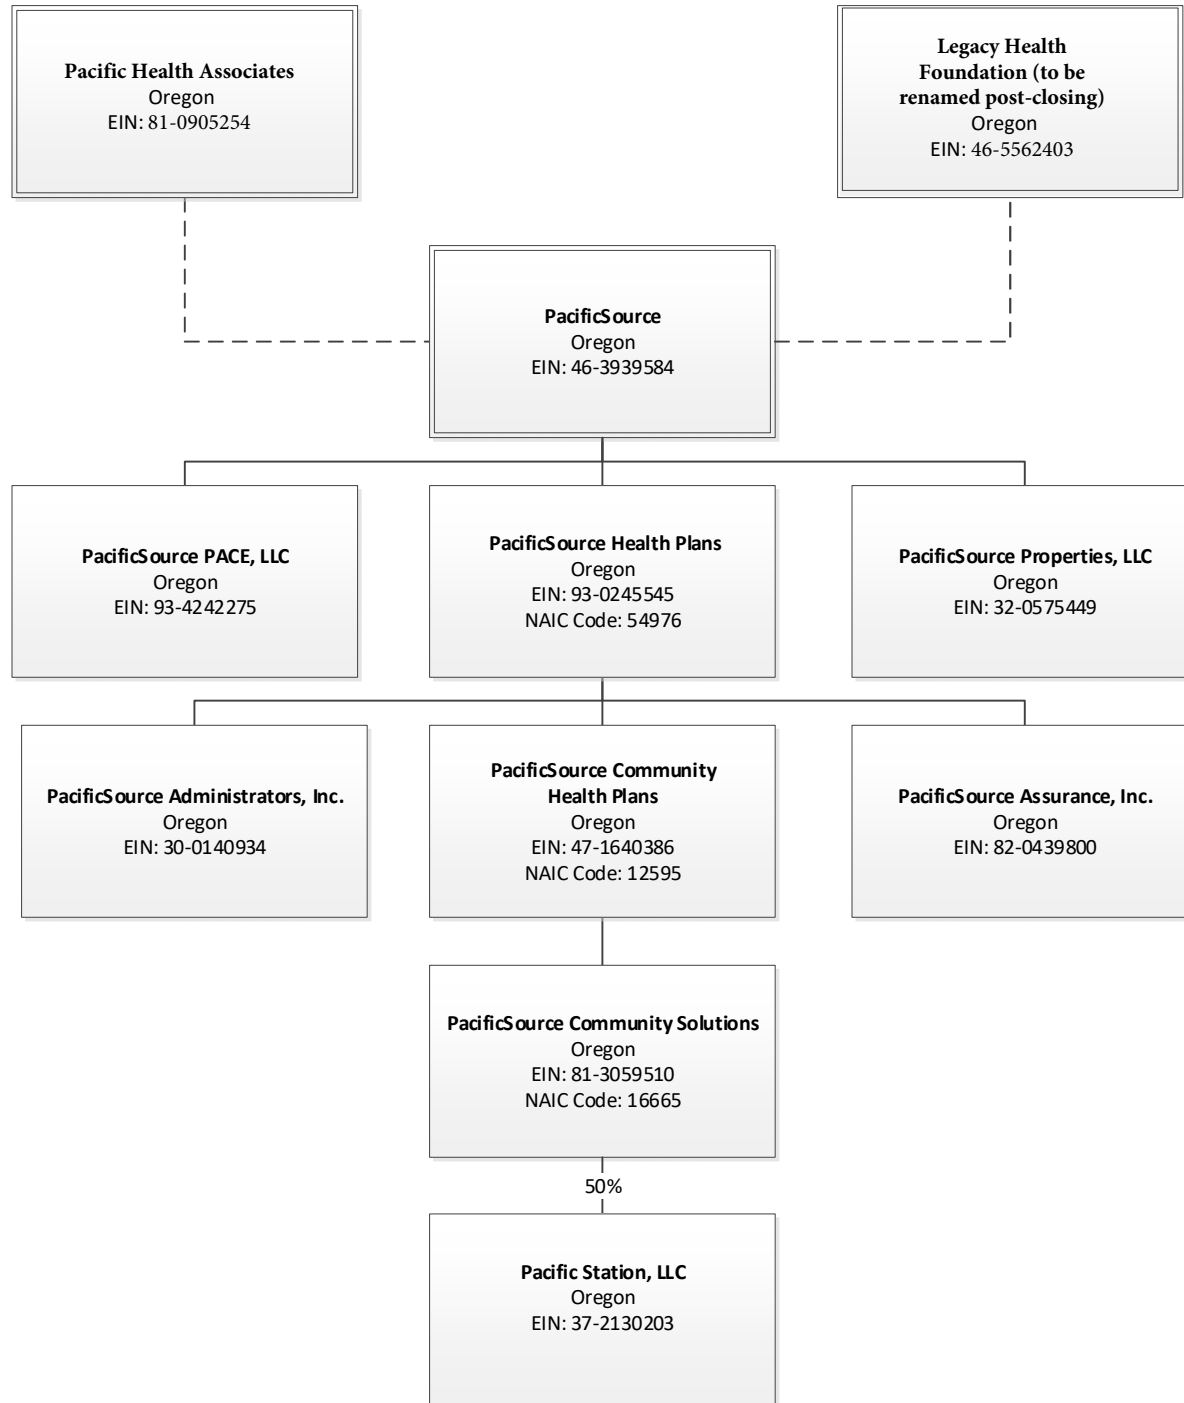 Pacific Health Associates
Oregon
EIN: 81-0905254
Legacy Health
Foundation (to be
renamed post-closing)
Oregon
EIN: 46-5562403
PacificSource
Oregon
EIN: 46-3939584
PacificSource PACE, LLC
Oregon
EIN: 93-4242275
PacificSource Health Plans
Oregon
EIN: 93-0245545
NAIC Code: 54976
PacificSource Properties, LLC
Oregon
EIN: 32-0575449
PacificSource Administrators, Inc.
Oregon
EIN: 30-0140934
PacificSource Community
Health Plans
Oregon
EIN: 47-1640386
NAIC Code: 12595
PacificSource Assurance, Inc.
Oregon
EIN: 82-0439800
PacificSource Community Solutions
Oregon
EIN: 81-3059510
NAIC Code: 16665
50%
Pacific Station, LLC
Oregon
EIN: 37-2130203